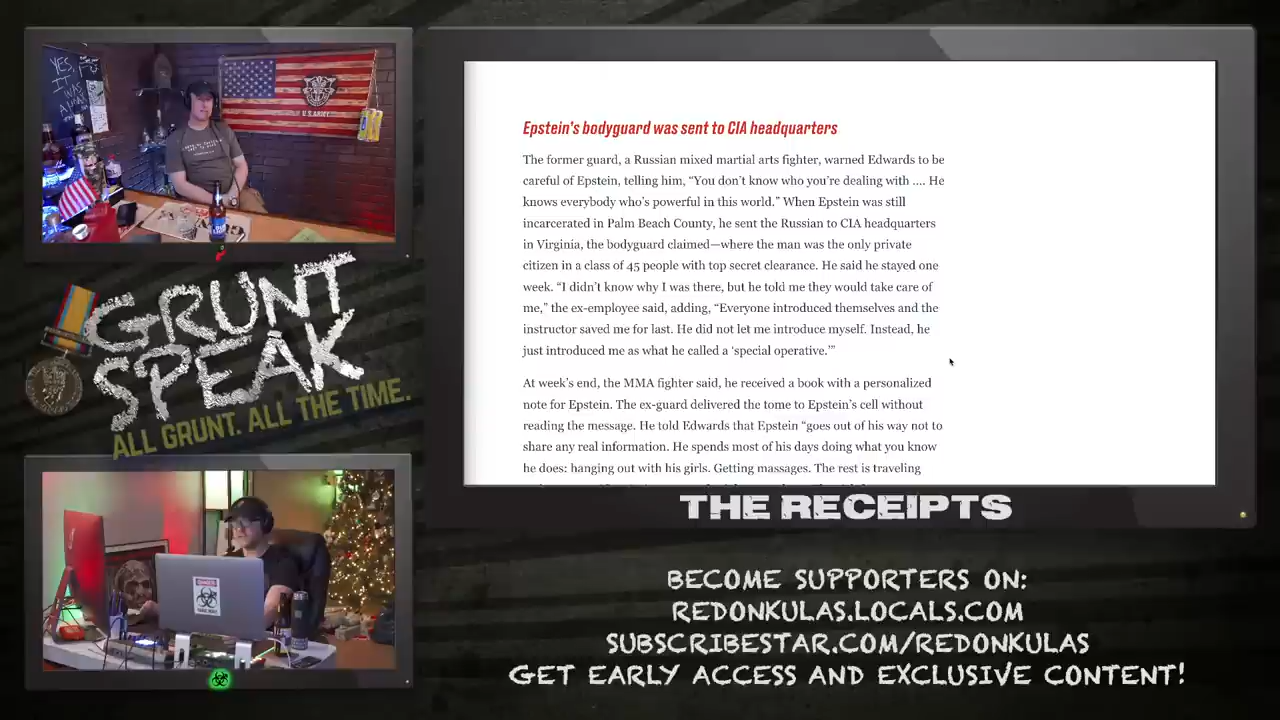 YES,
IT
WAS
U.S. ARMY
GRUNT
SPEAK
ALL GRUNT. ALL THE TIME.
DANGER
Epstein's bodyguard was sent to CIA headquarters
The former guard, a Russian mixed martial arts fighter, warned Edwards to be
careful of Epstein, telling him, “You don’t know who you’re dealing with .... He
knows everybody who’s powerful in this world.” When Epstein was still
incarcerated in Palm Beach County, he sent the Russian to CIA headquarters
in Virginia, the bodyguard claimed—where the man was the only private
citizen in a class of 45 people with top secret clearance. He said he stayed one
week. “I didn’t know why I was there, but he told me they would take care of
me,” the ex-employee said, adding, “Everyone introduced themselves and the
instructor saved me for last. He did not let me introduce myself. Instead, he
just introduced me as what he called a ‘special operative.’”
At week’s end, the MMA fighter said, he received a book with a personalized
note for Epstein. The ex-guard delivered the tome to Epstein’s cell without
reading the message. He told Edwards that Epstein “goes out of his way not to
share any real information. He spends most of his days doing what you know
he does: hanging out with his girls. Getting massages. The rest is traveling
THE RECEIPTS
BECOME SUPPORTERS ON:
REDONKULAS.LOCALS.COM
SUBSCRIBESTAR.COM/REDONKULAS
GET EARLY ACCESS AND EXCLUSIVE CONTENT!